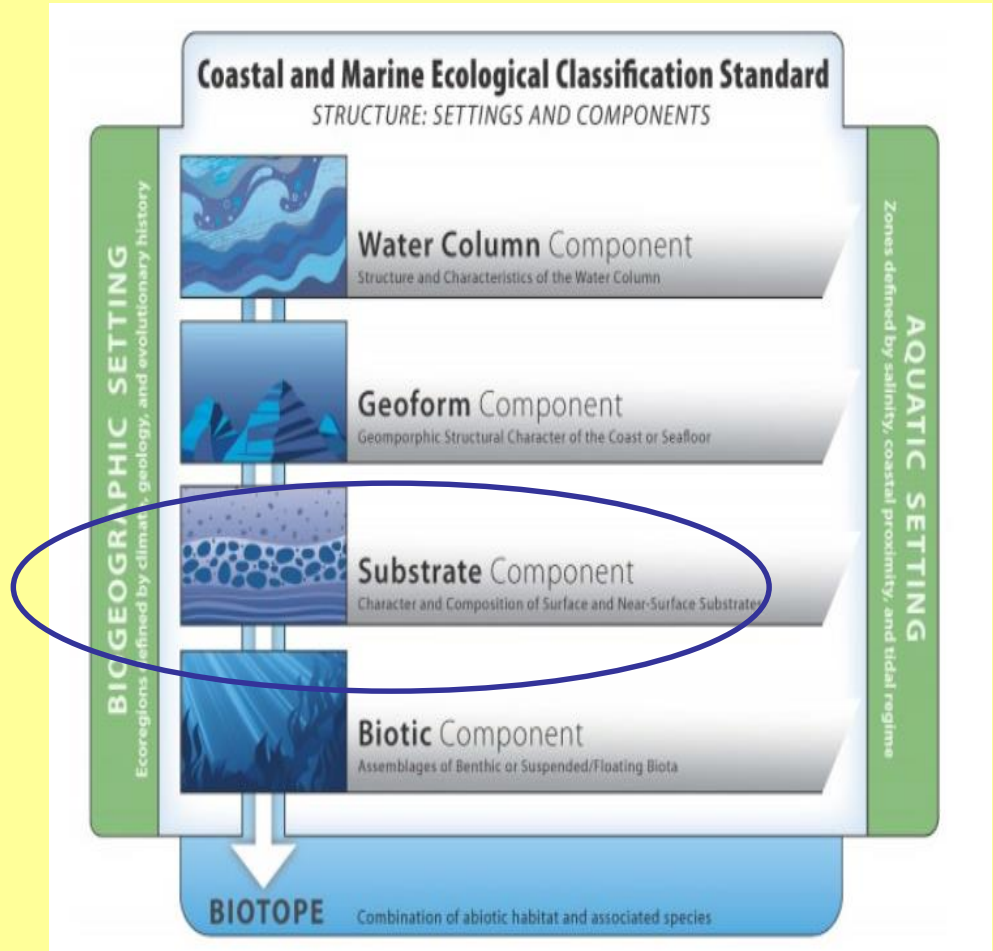 Coastal and Marine Ecological Classification Standard
STRUCTURE: SETTINGS AND COMPONENTS
BIOGEOGRAPHIC SETTING
Ecoregions defined by climate, geology, and evolutionary history
Water Column Component
Structure and Characteristics of the Water Column
Geoform Component
Geomporphic Structural Character of the Coast or Seafloor
Substrate Component
Character and Composition of Surface and Near-Surface Substrates
Biotic Component
Assemblages of Benthic or Suspended/Floating Biota
AQUATIC SETTING
Zones defined by salinity, coastal proximity, and tidal regime
BIOTOPE Combination of abiotic habitat and associated species